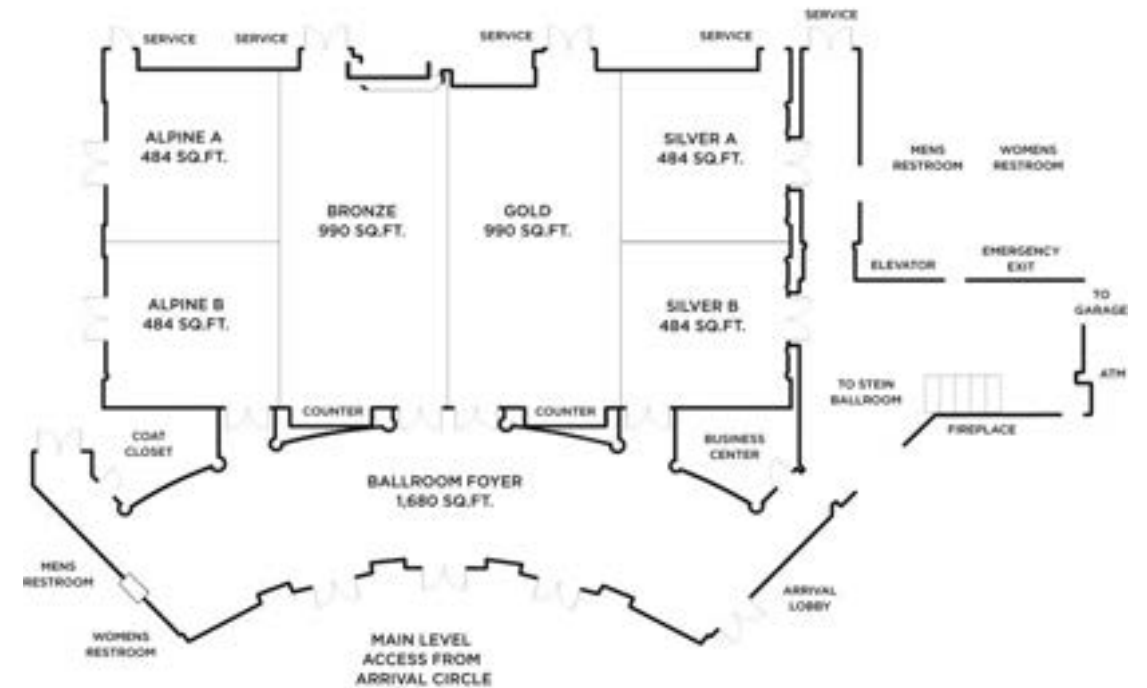 SERVICE
SERVICE
SERVICE
SERVICE
SERVICE
ALPINE A
484 SQ.FT.
SILVER A
484 SQ.FT.
MENS
RESTROOM
WOMENS
RESTROOM
BRONZE
990 SQ.FT.
GOLD
990 SQ.FT.
ELEVATOR
EMERGENCY
EXIT
ALPINE B
484 SQ.FT.
SILVER B
484 SQ.FT.
TO
GARAGE
ATM
TO STEIN
BALLROOM
COUNTER
COUNTER
FIREPLACE
COAT
CLOSET
BUSINESS
CENTER
BALLROOM FOYER
1,680 SQ.FT.
MENS
RESTROOM
ARRIVAL
LOBBY
WOMENS
RESTROOM
MAIN LEVEL
ACCESS FROM
ARRIVAL CIRCLE